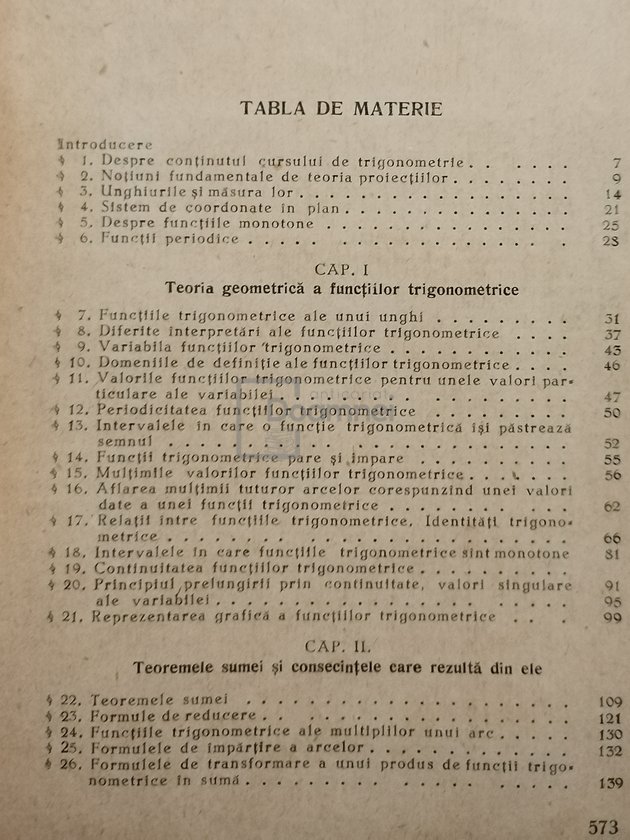 TABLA DE MATERIE
Introducere
§ 1. Despre conținutul cursului de trigonometrie . . . . . . 7
§ 2. Noțiuni fundamentale de teoria proiecțiilor . . . . . . . . 9
§ 3. Unghiurile și măsura lor . . . . . . . . . . . . . . . . . . 14
§ 4. Sistem de coordonate în plan . . . . . . . . . . . . . . . 21
§ 5. Despre funcțiile monotone . . . . . . . . . . . . . . . . 25
§ 6. Funcții periodice . . . . . . . . . . . . . . . . . . . . 28
CAP. I
Teoria geometrică a funcțiilor trigonometrice
§ 7. Funcțiile trigonometrice ale unui unghi . . . . . . . . . 31
§ 8. Diferite interpretări ale funcțiilor trigonometrice . . . . 37
§ 9. Variabila funcțiilor trigonometrice . . . . . . . . . . . . 43
§ 10. Domeniile de definiție ale funcțiilor trigonometrice . . . . 46
§ 11. Valorile funcțiilor trigonometrice pentru unele valori par-
ticulare ale variabilei . . . . . . . . . . . . . . . . . . 47
§ 12. Periodicitatea funcțiilor trigonometrice . . . . . . . . . 50
§ 13. Intervalele în care o funcție trigonometrică își păstrează
semnul . . . . . . . . . . . . . . . . . . . . . . . . . 52
§ 14. Funcții trigonometrice pare și impare . . . . . . . . . . 55
§ 15. Mulțimile valorilor funcțiilor trigonometrice . . . . . . . 56
§ 16. Aflarea mulțimii tuturor arcelor corespunzînd unei valori
date a unei funcții trigonometrice . . . . . . . . . . . . 62
§ 17. Relații între funcțiile trigonometrice. Identități trigono-
metrice . . . . . . . . . . . . . . . . . . . . . . . . . 66
§ 18. Intervalele în care funcțiile trigonometrice sînt monotone 81
§ 19. Continuitatea funcțiilor trigonometrice . . . . . . . . . .
§ 20. Principiul prelungirii prin continuitate, valori singulare 91
ale variabilei . . . . . . . . . . . . . . . . . . . . . . 95
§ 21. Reprezentarea grafică a funcțiilor trigonometrice . . . . 99
CAP. II.
Teoremele sumei și consecințele care rezultă din ele
§ 22. Teoremele sumei . . . . . . . . . . . . . . . . . . . . 109
§ 23. Formule de reducere . . . . . . . . . . . . . . . . . . 121
§ 24. Funcțiile trigonometrice ale multiplilor unui arc . . . . . 130
§ 25. Formulele de împărțire a arcelor . . . . . . . . . . . . . 132
§ 26. Formulele de transformare a unui produs de funcții trigo-
nometrice în sumă . . . . . . . . . . . . . . . . . . . . 139
573